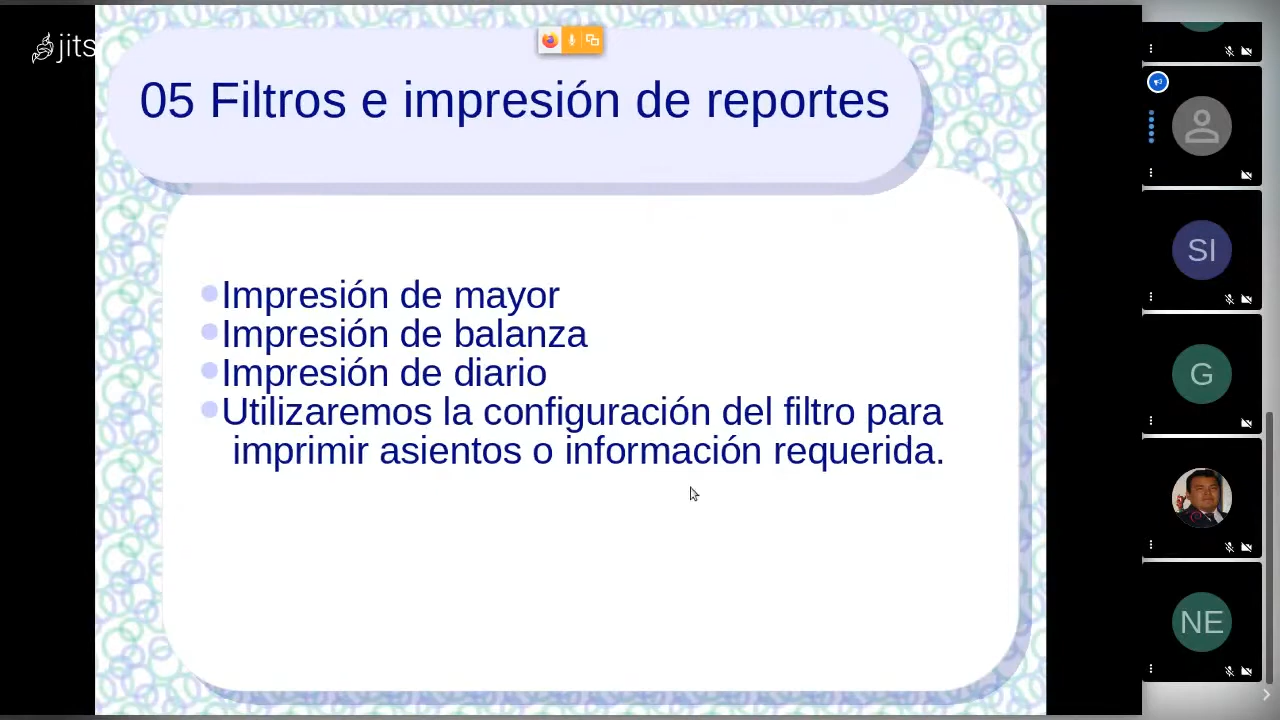 jits
05 Filtros e impresión de reportes
Impresión de mayor
Impresión de balanza
Impresión de diario
Utilizaremos la configuración del filtro para
imprimir asientos o información requerida.
SI
G
NE